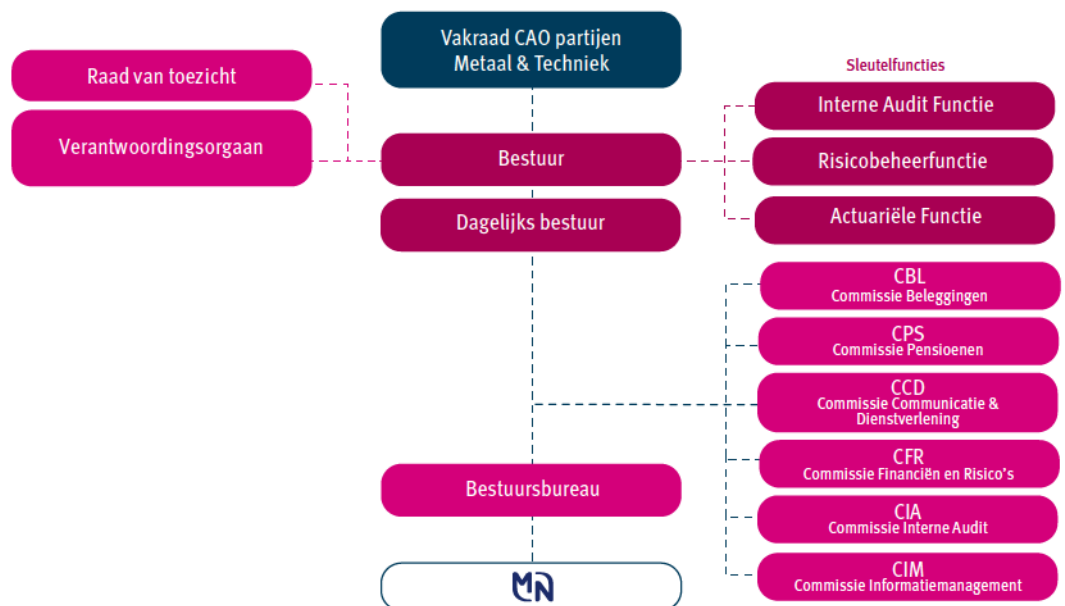 Vakraad CAO partijen
Metaal & Techniek
Raad van toezicht
Verantwoordingsorgaan
Bestuur
Dagelijks bestuur
Sleutelfuncties
Interne Audit Functie
Risicobeheerfunctie
Actuariële Functie
CBL
Commissie Beleggingen
CPS
Commissie Pensioenen
CCD
Commissie Communicatie &
Dienstverlening
CFR
Commissie Financiën en Risico's
CIA
Commissie Interne Audit
CIM
Commissie Informatiemanagement
Bestuursbureau
MN